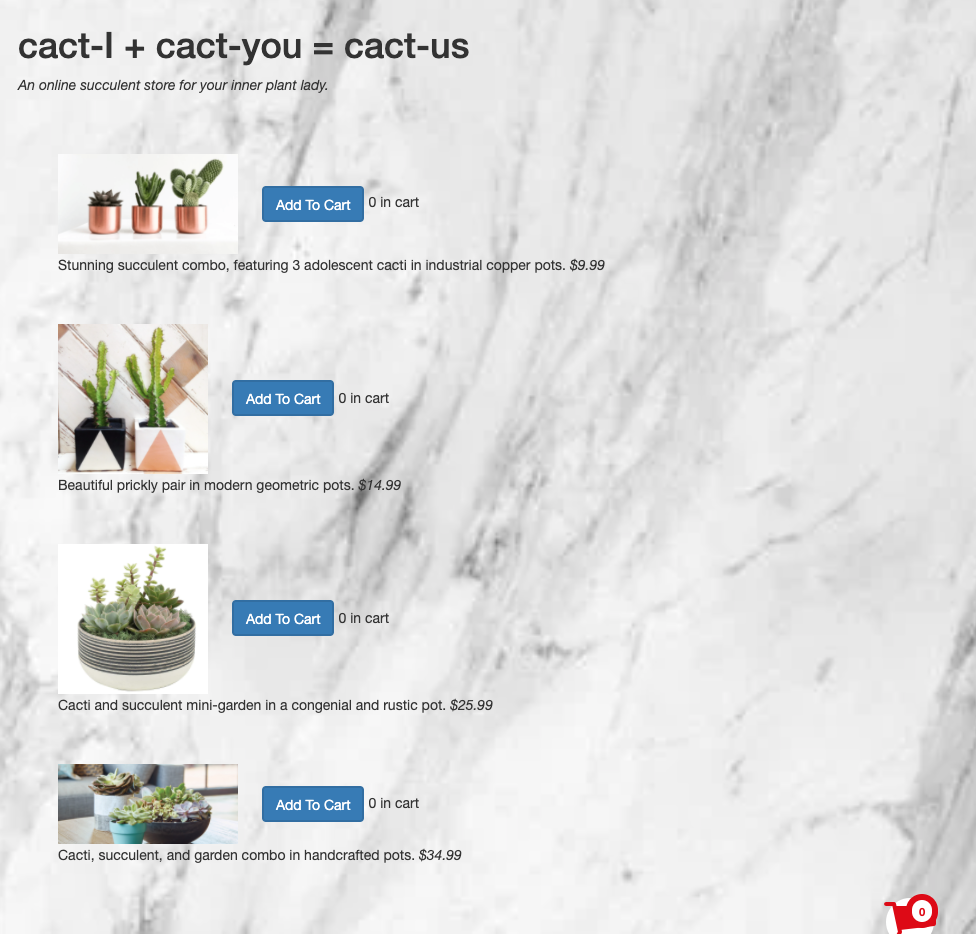 cact-I + cact-you = cact-us
An online succulent store for your inner plant lady.
Add To Cart 0 in cart
Stunning succulent combo, featuring 3 adolescent cacti in industrial copper pots. $9.99
Add To Cart 0 in cart
Beautiful prickly pair in modern geometric pots. $14.99
Add To Cart 0 in cart
Cacti and succulent mini-garden in a congenial and rustic pot. $25.99
Add To Cart 0 in cart
Cacti, succulent, and garden combo in handcrafted pots. $34.99
0